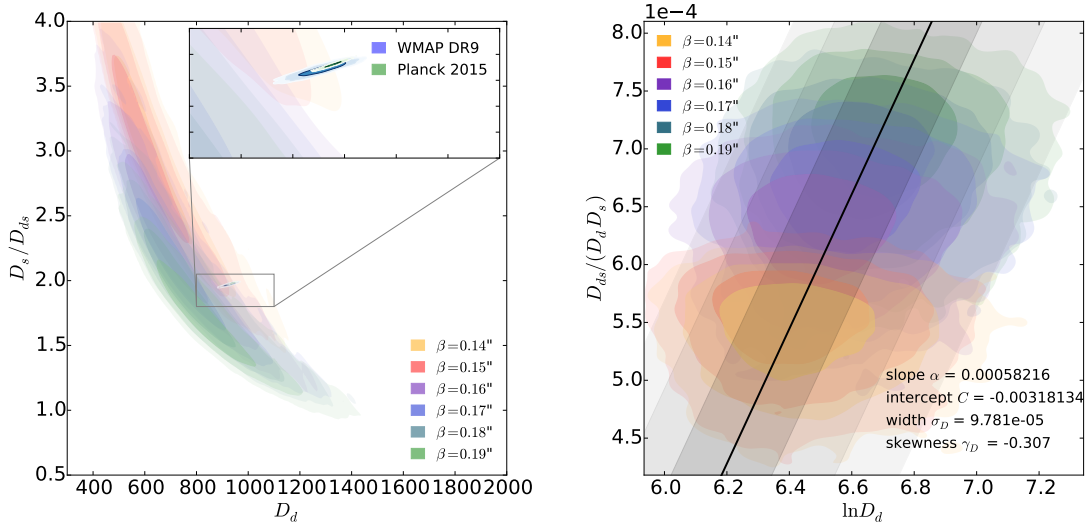 4.0
3.5
3.0
2.5
2.0
1.5
1.0
0.5
D_s/D_{ds}
WMAP DR9
Planck 2015
β=0.14"
β=0.15"
β=0.16"
β=0.17"
β=0.18"
β=0.19"
400 600 800 1000 1200 1400 1600 1800 2000
D_d
1e−4
8.0
7.5
7.0
6.5
6.0
5.5
5.0
4.5
D_{ds}/(D_d D_s)
β=0.14"
β=0.15"
β=0.16"
β=0.17"
β=0.18"
β=0.19"
slope α = 0.00058216
intercept C = -0.00318134
width σ_D = 9.781e-05
skewness γ_D = -0.307
6.0 6.2 6.4 6.6 6.8 7.0 7.2
lnD_d